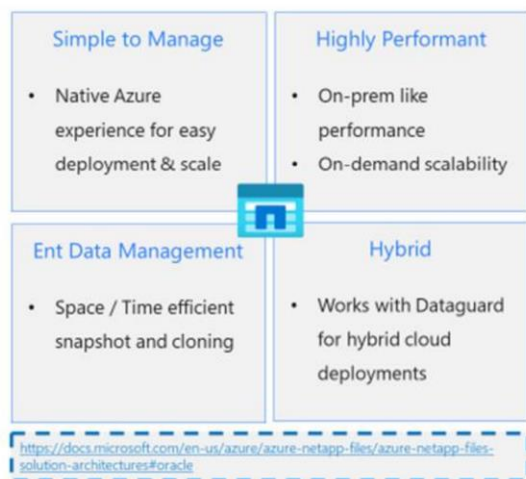 Simple to Manage
• Native Azure
experience for easy
deployment & scale
Highly Performant
• On-prem like
performance
• On-demand scalability
Ent Data Management
• Space / Time efficient
snapshot and cloning
Hybrid
• Works with Dataguard
for hybrid cloud
deployments
https://docs.microsoft.com/en-us/azure/azure-netapp-files/azure-netapp-files-
solution-architectures#oracle